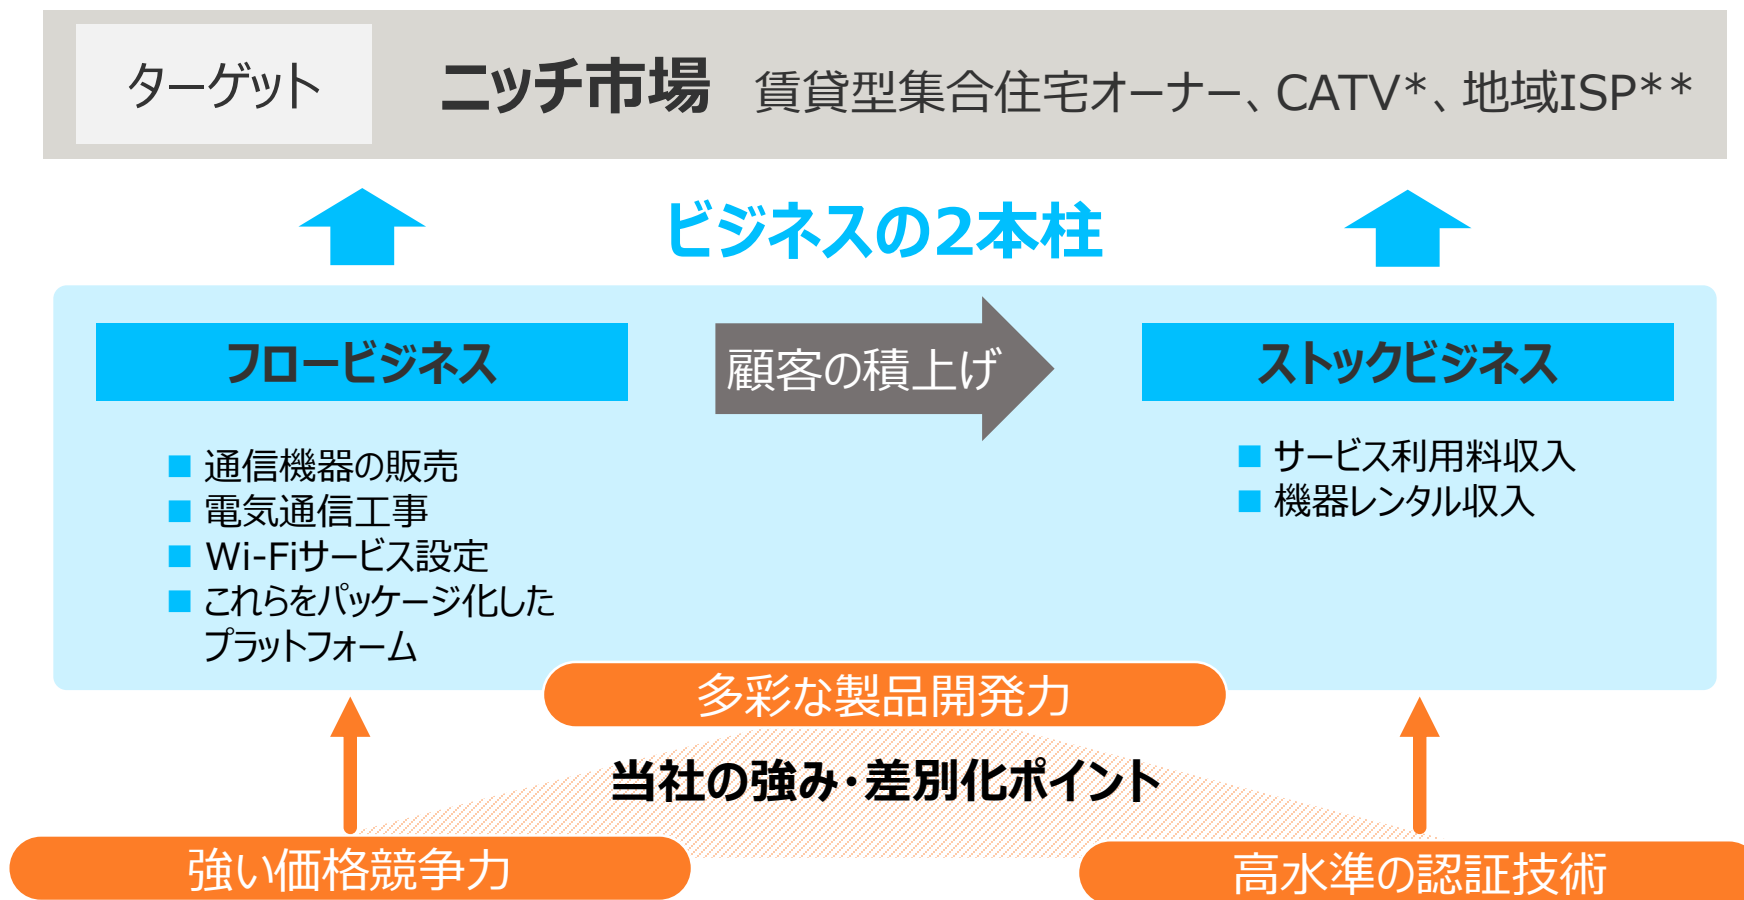 ターゲット
ニッチ市場 賃貸型集合住宅オーナー、CATV*、地域ISP**
ビジネスの2本柱
フロービジネス
顧客の積上げ
ストックビジネス
■ 通信機器の販売
■ 電気通信工事
■ Wi-Fiサービス設定
■ これらをパッケージ化した
プラットフォーム
■ サービス利用料収入
■ 機器レンタル収入
多彩な製品開発力
当社の強み・差別化ポイント
強い価格競争力
高水準の認証技術